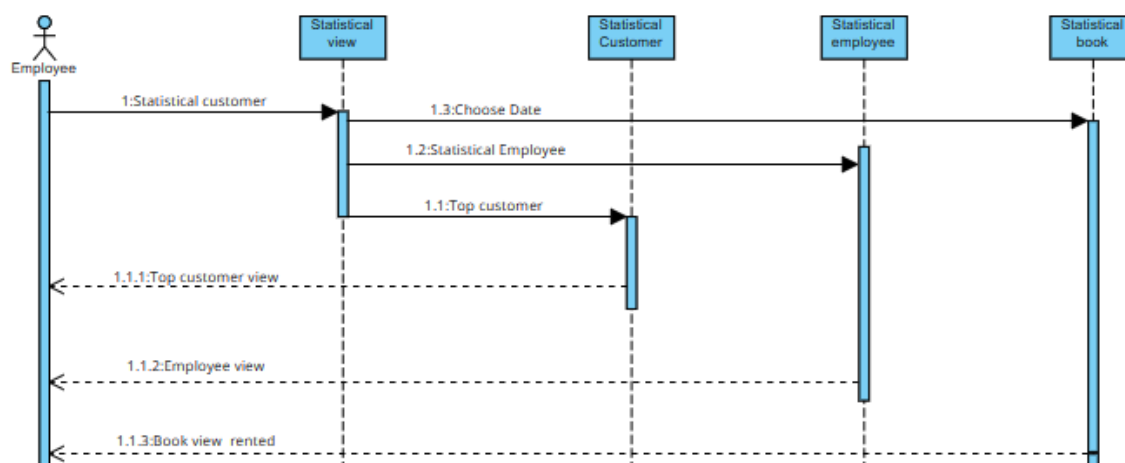 Statistical
view
Statistical
Customer
Statistical
employee
Statistical
book
Employee
1:Statistical customer
1.3:Choose Date
1.2:Statistical Employee
1.1:Top customer
1.1.1:Top customer view
1.1.2:Employee view
1.1.3:Book view rented